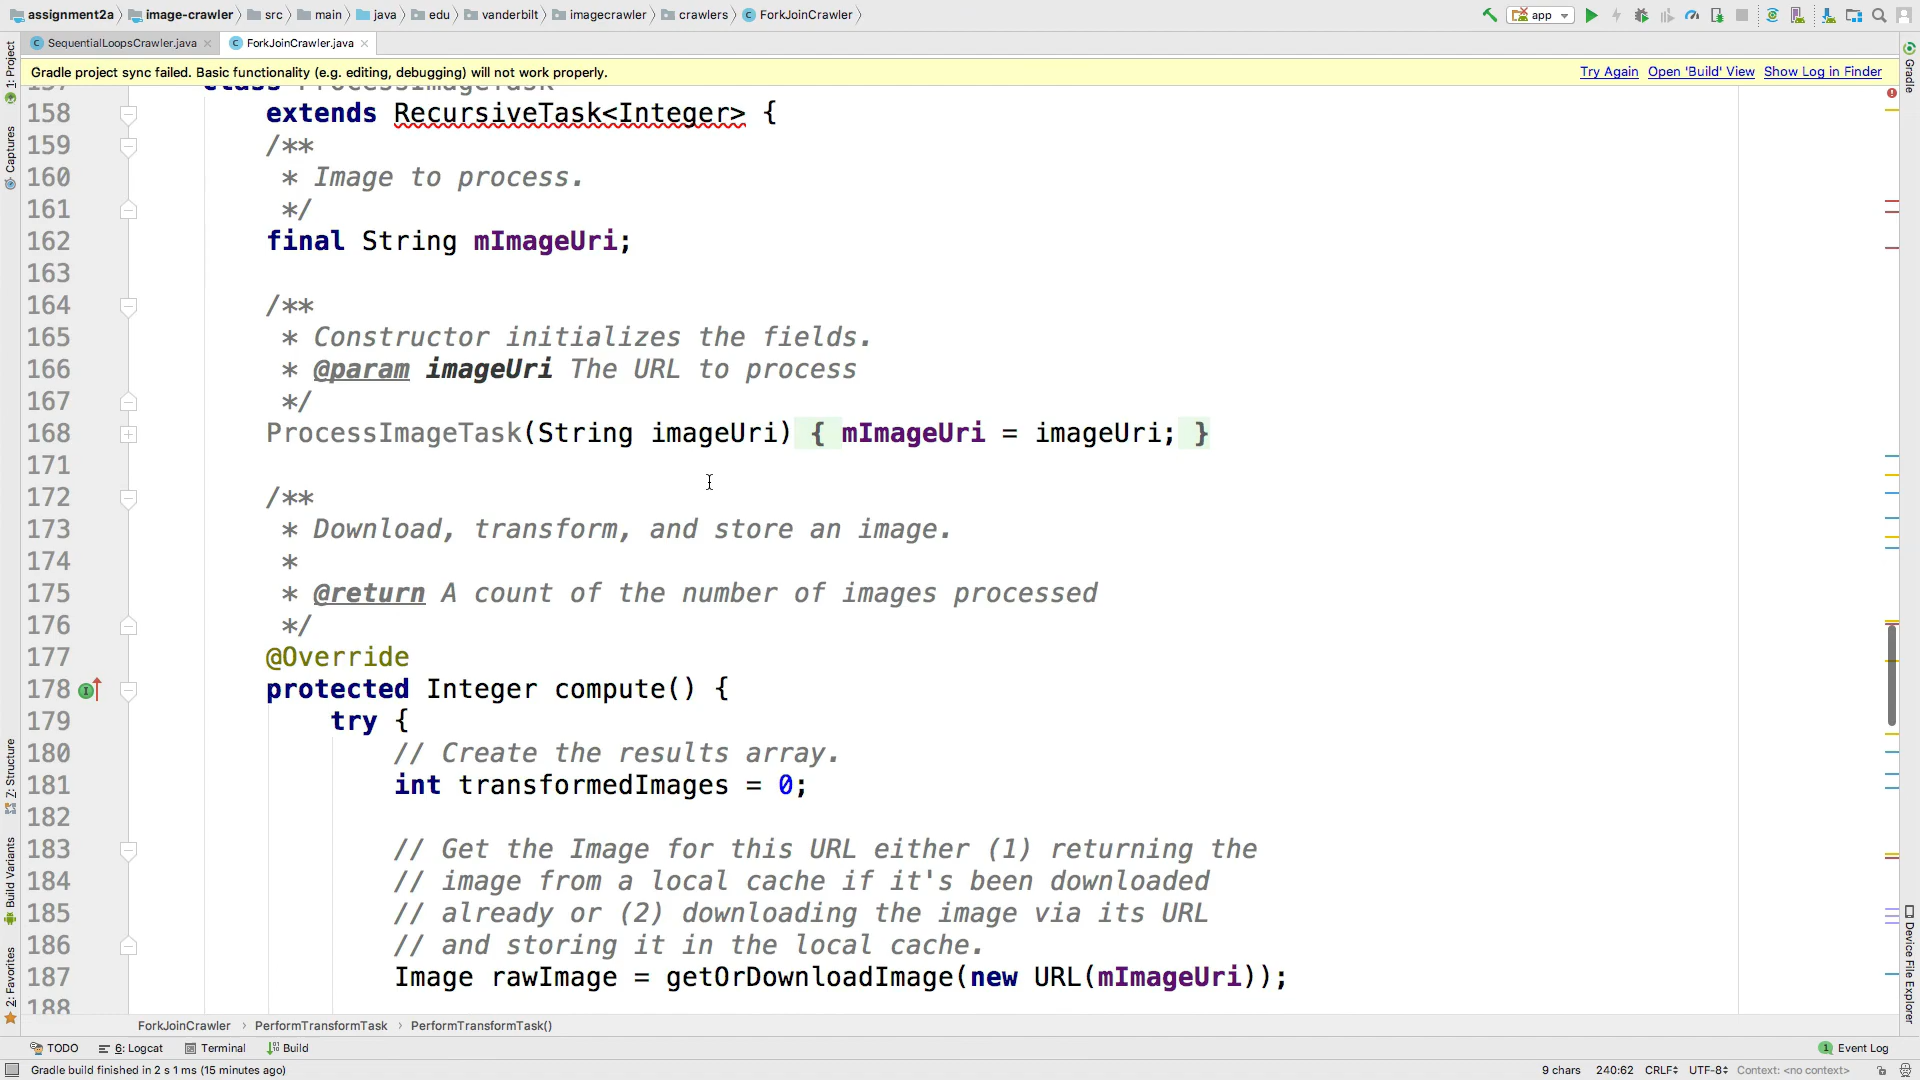 assignment2a image-crawler src main java edu vanderbilt imagecrawler crawlers ForkJoinCrawler app
SequentialLoopsCrawler.java ForkJoinCrawler.java
Gradle project sync failed. Basic functionality (e.g. editing, debugging) will not work properly. Try Again Open 'Build' View Show Log in Finder
1: Project
Captures
Z: Structure
Build Variants
2: Favorites
157 class ProcessImageTask
158 extends RecursiveTask<Integer> {
159 /**
160 * Image to process.
161 */
162 final String mImageUri;
163
164 /**
165 * Constructor initializes the fields.
166 * @param imageUri The URL to process
167 */
168 ProcessImageTask(String imageUri) { mImageUri = imageUri; }
171
172 /**
173 * Download, transform, and store an image.
174 *
175 * @return A count of the number of images processed
176 */
177 @Override
178 protected Integer compute() {
179 try {
180 // Create the results array.
181 int transformedImages = 0;
182
183 // Get the Image for this URL either (1) returning the
184 // image from a local cache if it's been downloaded
185 // already or (2) downloading the image via its URL
186 // and storing it in the local cache.
187 Image rawImage = getOrDownloadImage(new URL(mImageUri));
188
Gradle
Device File Explorer
ForkJoinCrawler › PerformTransformTask › PerformTransformTask()
TODO 6: Logcat Terminal Build 1 Event Log
Gradle build finished in 2 s 1 ms (15 minutes ago) 9 chars 240:62 CRLF UTF-8 Context: <no context>